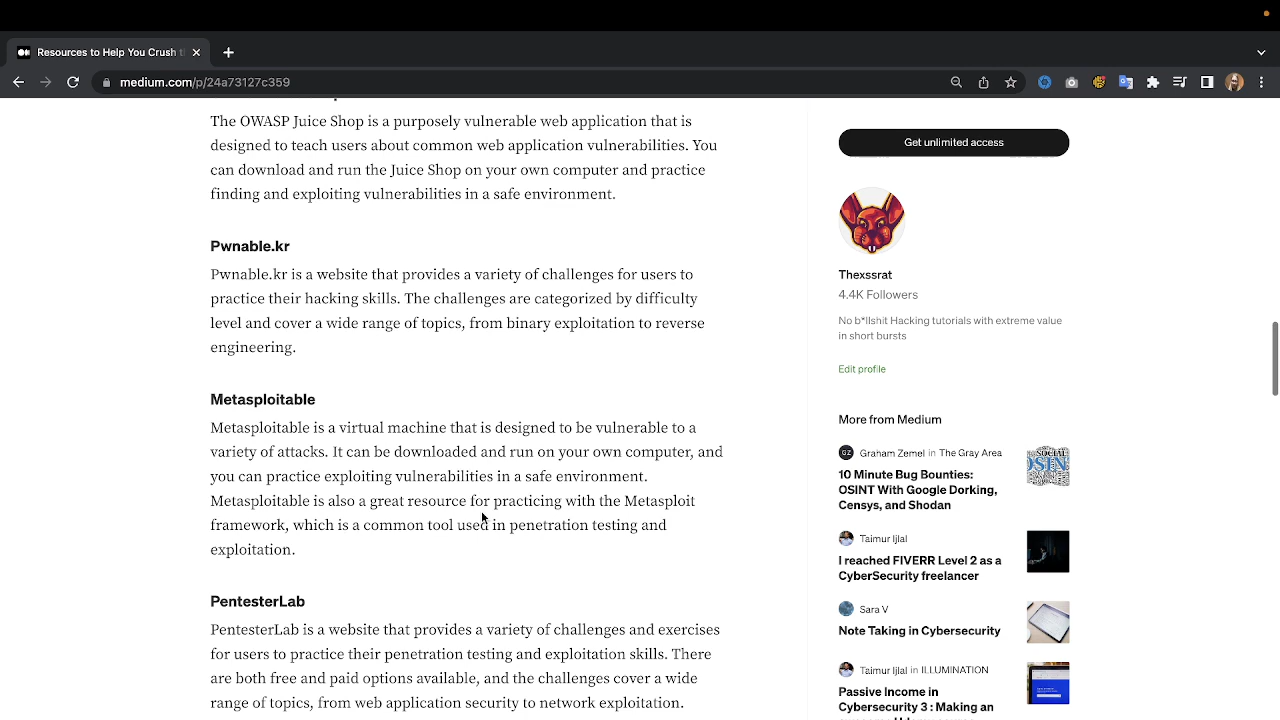 Resources to Help You Crush t
medium.com/p/24a73127c359
The OWASP Juice Shop is a purposely vulnerable web application that is
designed to teach users about common web application vulnerabilities. You
can download and run the Juice Shop on your own computer and practice
finding and exploiting vulnerabilities in a safe environment.
Pwnable.kr
Pwnable.kr is a website that provides a variety of challenges for users to
practice their hacking skills. The challenges are categorized by difficulty
level and cover a wide range of topics, from binary exploitation to reverse
engineering.
Metasploitable
Metasploitable is a virtual machine that is designed to be vulnerable to a
variety of attacks. It can be downloaded and run on your own computer, and
you can practice exploiting vulnerabilities in a safe environment.
Metasploitable is also a great resource for practicing with the Metasploit
framework, which is a common tool used in penetration testing and
exploitation.
PentesterLab
PentesterLab is a website that provides a variety of challenges and exercises
for users to practice their penetration testing and exploitation skills. There
are both free and paid options available, and the challenges cover a wide
range of topics, from web application security to network exploitation.
Get unlimited access
Thexssrat
4.4K Followers
No b*llshit Hacking tutorials with extreme value
in short bursts
Edit profile
More from Medium
GZ Graham Zemel in The Gray Area
10 Minute Bug Bounties:
OSINT With Google Dorking,
Censys, and Shodan
SOCIAL
OSIN
Taimur Ijlal
I reached FIVERR Level 2 as a
CyberSecurity freelancer
Sara V
Note Taking in Cybersecurity
Taimur Ijlal in ILLUMINATION
Passive Income in
Cybersecurity 3 : Making an